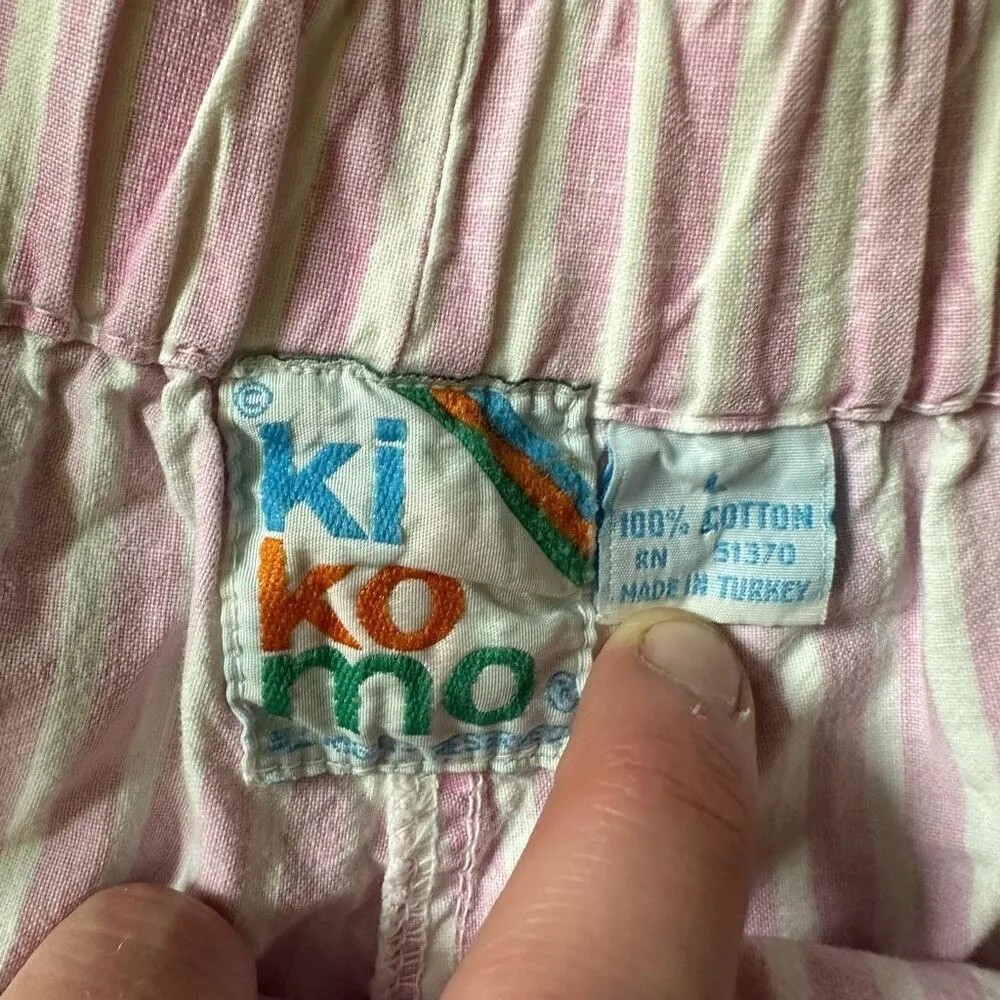 ©
ki
ko
mo ®
L
100% COTTON
RN 51370
MADE IN TURKEY